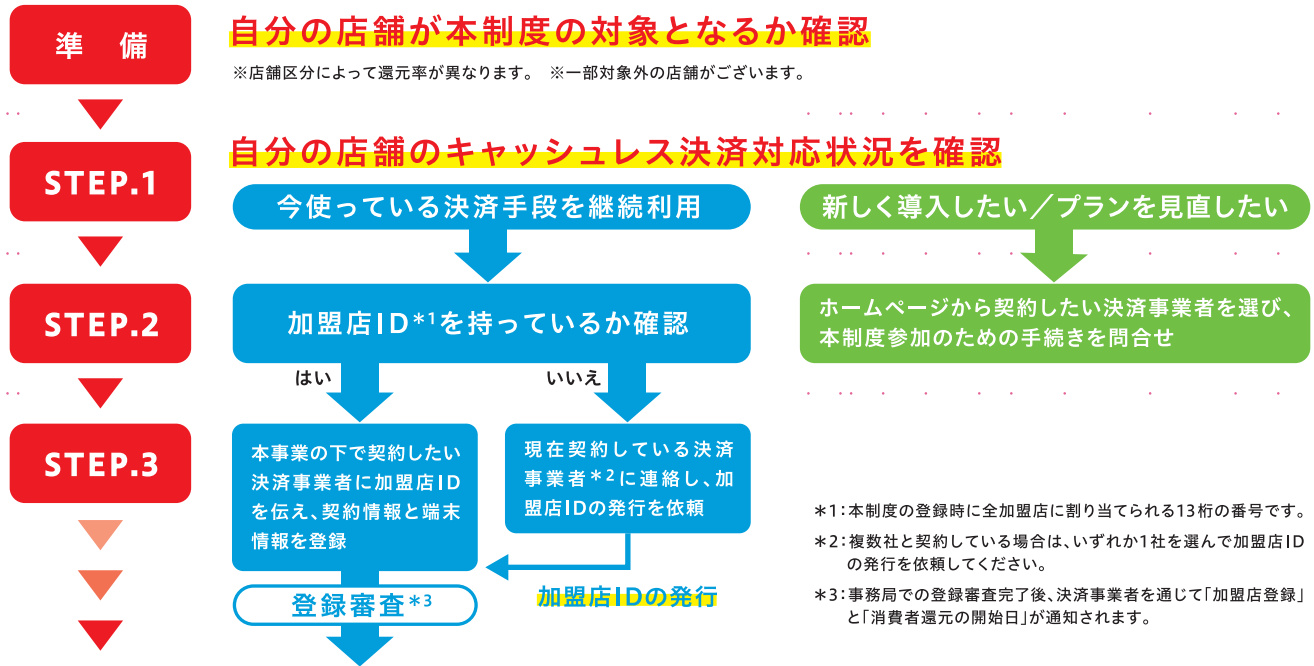 準 備
自分の店舗が本制度の対象となるか確認
※店舗区分によって還元率が異なります。 ※一部対象外の店舗がございます。
STEP.1
自分の店舗のキャッシュレス決済対応状況を確認
今使っている決済手段を継続利用
新しく導入したい／プランを見直したい
STEP.2
加盟店ID＊1を持っているか確認
ホームページから契約したい決済事業者を選び、
本制度参加のための手続きを問合せ
はい
いいえ
STEP.3
本事業の下で契約したい
決済事業者に加盟店ID
を伝え、契約情報と端末
情報を登録
現在契約している決済
事業者＊2に連絡し、加
盟店IDの発行を依頼
加盟店IDの発行
登録審査＊3
＊1：本制度の登録時に全加盟店に割り当てられる13桁の番号です。
＊2：複数社と契約している場合は、いずれか1社を選んで加盟店ID
の発行を依頼してください。
＊3：事務局での登録審査完了後、決済事業者を通じて「加盟店登録」
と「消費者還元の開始日」が通知されます。